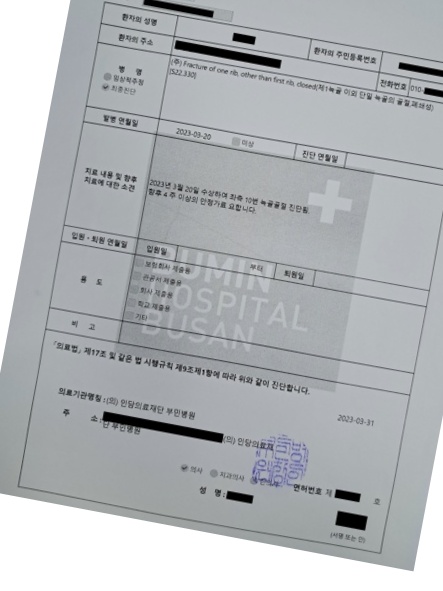 환자의 성명
환자의 주민등록번호
환자의 주소
전화번호 010-
병 명
임상적추정
최종진단
(주) Fracture of one rib, other than first rib, closed(제1늑골 이외 단일 늑골의 골절,폐쇄성)
[S22.330]
발병 연월일
2023-03-20
미상
진단 연월일
치료 내용 및 향후
치료에 대한 소견
2023년 3월 20일 수상하여 좌측 10번 늑골골절 진단됨.
향후 4 주 이상의 안정가료 요합니다.
입원·퇴원 연월일
입원일
부터
퇴원일
용 도
보험회사 제출용
관공서 제출용
회사 제출용
학교 제출용
기타
BUMIN
HOSPITAL
BUSAN
비 고
「의료법」 제17조 및 같은 법 시행규칙 제9조제1항에 따라 위와 같이 진단합니다.
2023-03-31
의료기관명칭 : (의) 인당의료재단 부민병원
주 소 :
(의) 인당의료재
단 부민병원
의사
치과의사
한의사
면허번호 제
호
성 명 :
(서명 또는 인)